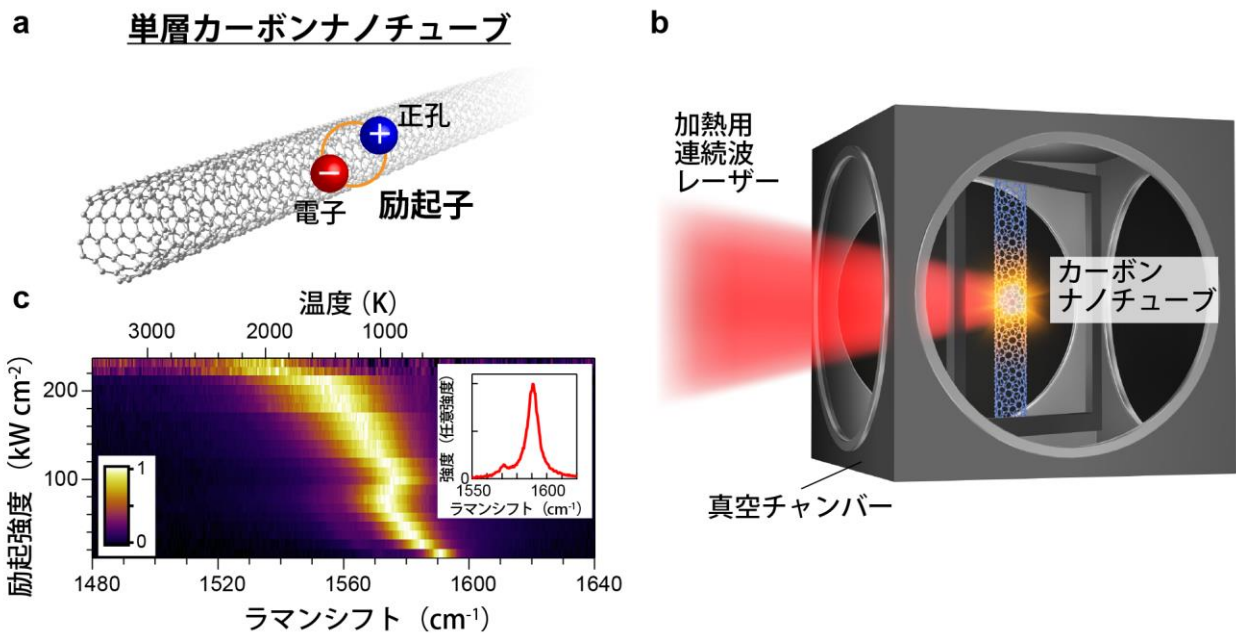 a
単層カーボンナノチューブ
+
正孔
−
電子
励起子
b
加熱用
連続波
レーザー
カーボン
ナノチューブ
真空チャンバー
c
温度（K）
3000 2000 1000
励起強度 （kW cm-2）
200
100
0
1
0
強度 （任意強度）
0
1550 1600
ラマンシフト（cm-1）
1480 1520 1560 1600 1640
ラマンシフト（cm-1）